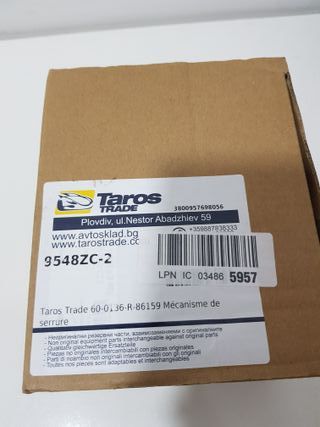 Taros
TRADE
3800957698056
Plovdiv, ul.Nestor Abadzhiev 59
www.avtosklad.bg
+359887838333
www.tarostrade.co
9548ZC-2
LPN IC 03486 5957
Taros Trade 60-0136-R-86159 Mécanisme de
serrure
- Неоригинални резервни части, взаимозаменяеми с оригиналните
- Non original equipment parts interchangeable against original parts
- Qualitativ gleichwertige Ersatzteile
- Piezas no originales intercambiables con piezas originales
- Parti di ricambio non originali intercambiabili con gli originali
- Toutes nos pièces sont adaptables et interchangeables